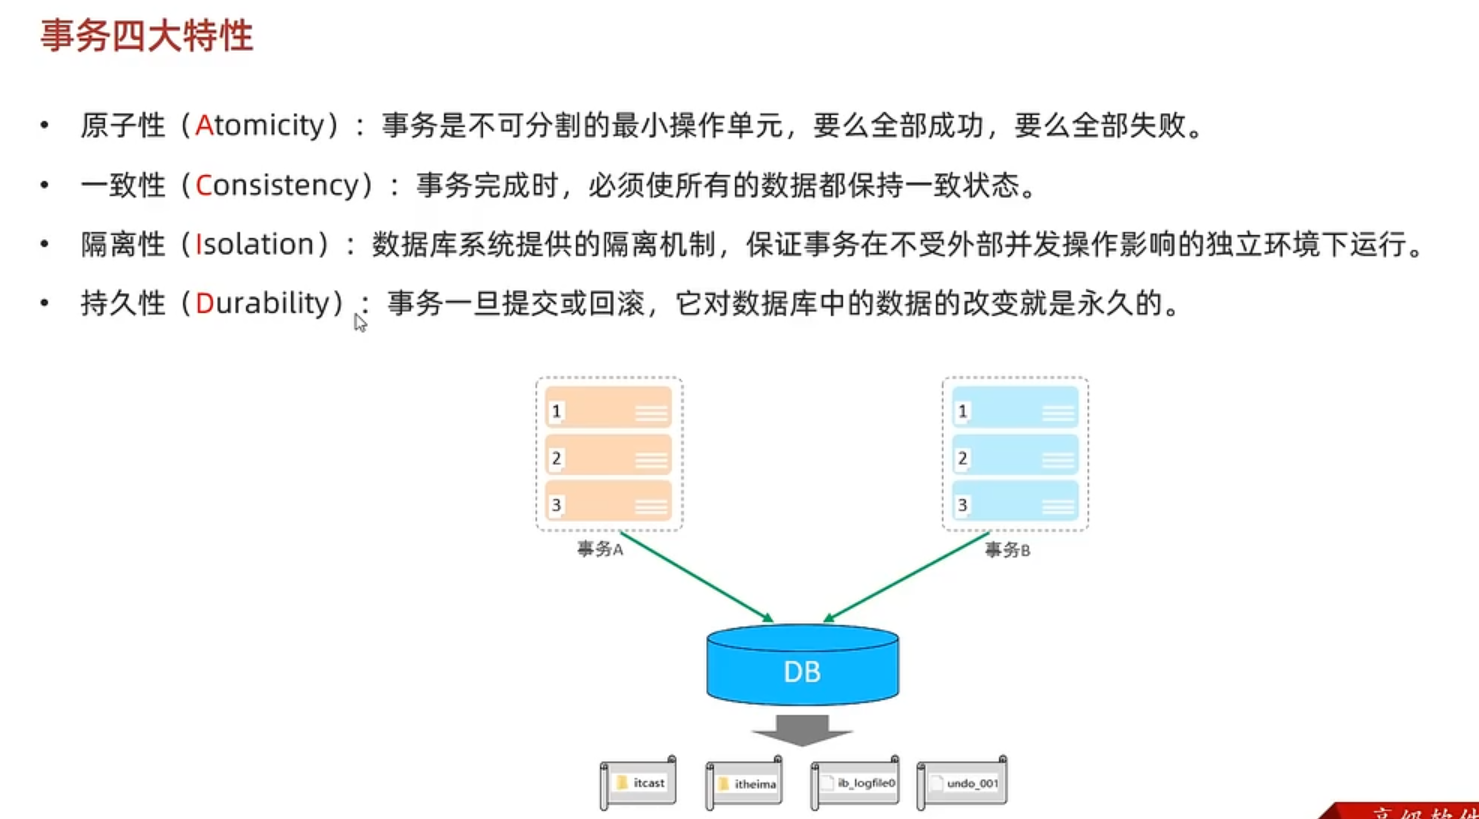 事务四大特性
• 原子性（Atomicity）：事务是不可分割的最小操作单元，要么全部成功，要么全部失败。
• 一致性（Consistency）：事务完成时，必须使所有的数据都保持一致状态。
• 隔离性（Isolation）：数据库系统提供的隔离机制，保证事务在不受外部并发操作影响的独立环境下运行。
• 持久性（Durability）：事务一旦提交或回滚，它对数据库中的数据的改变就是永久的。
1 1
2 2
3 3
事务A 事务B
DB
itcast itheima ib_logfile0 undo_001
高级软件